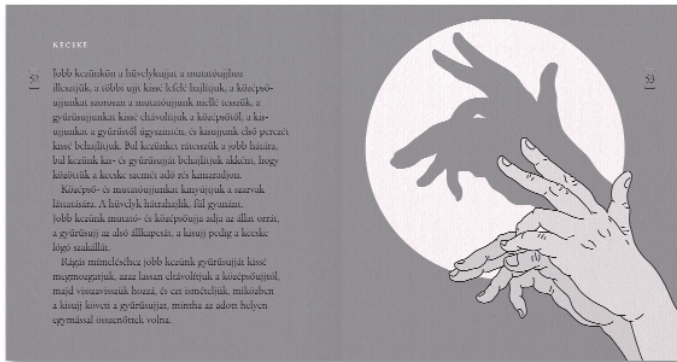 KECSKE
52
Jobb kezünkön a hüvelykujjat a mutatóujjhoz
illesztjük, a többi ujjt kissé lefelé hajlítjuk, a középső-
ujjunkat szorosan a mutatóujjunk mellé tesszük, a
gyűrűsujjunkat kissé eltávolítjuk a középsőtől, a kis-
ujjunkat a gyűrűstől úgyszintén, és kisujjunk első percét
kissé behajlítjuk. Bal kezünket rátesszük a jobb hátára,
bal kezünk kis- és gyűrűsujját behajlítjuk akként, hogy
közöttük a kecske szemét adó rés kimaradjon.
Középső- és mutatóujjunkat kinyújtjuk a szarvak
láttatására. A hüvelyk hátrahajlik, fül gyanánt.
Jobb kezünk mutató- és középsőujja adja az állat orrát,
a gyűrűsujj az alsó állkapcsát, a kisujj pedig a kecske
lógó szakállát.
Rágás mímeléséhez jobb kezünk gyűrűsujját kissé
megmozgatjuk, azaz lassan eltávolítjuk a középsőujjtól,
majd visszavisszük hozzá, és ezt ismételjük, miközben
a kisujj követi a gyűrűsujjat, mintha az adott helyen
egymással összenőttek volna.
53